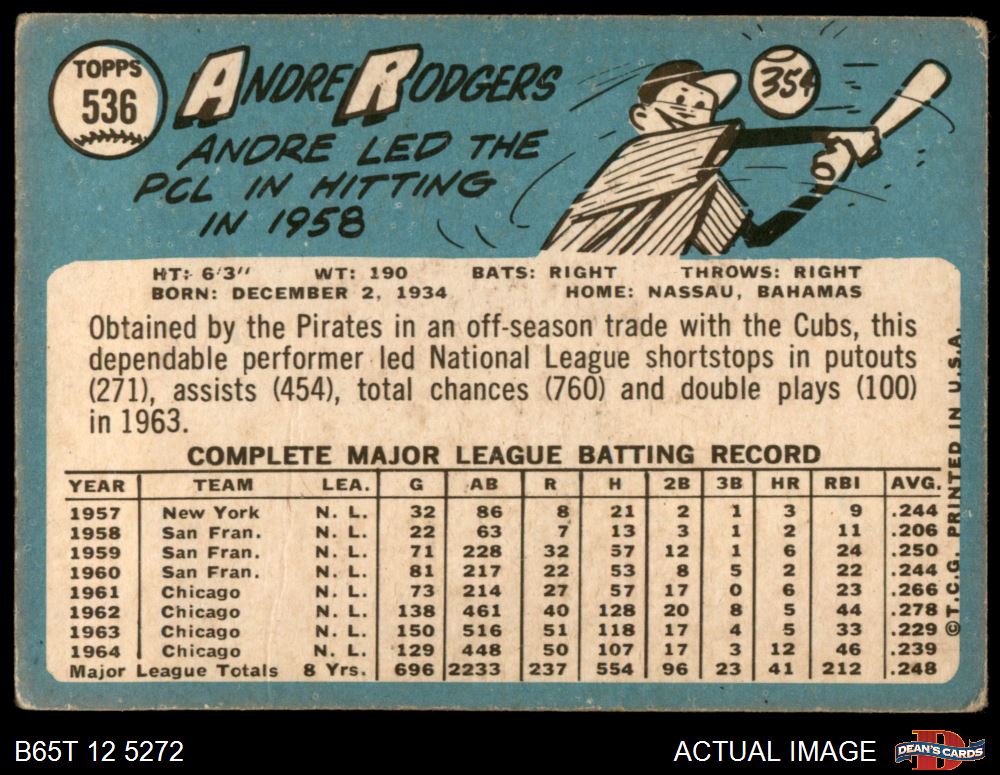 TOPPS
536
ANDRE RODGERS
354
ANDRE LED THE
PCL IN HITTING
IN 1958
HT: 6'3" WT: 190 BATS: RIGHT THROWS: RIGHT
BORN: DECEMBER 2, 1934 HOME: NASSAU, BAHAMAS
Obtained by the Pirates in an off-season trade with the Cubs, this
dependable performer led National League shortstops in putouts
(271), assists (454), total chances (760) and double plays (100)
in 1963.
COMPLETE MAJOR LEAGUE BATTING RECORD
YEAR TEAM LEA. G AB R H 2B 3B HR RBI AVG.
1957 New York N. L. 32 86 8 21 2 1 3 9 .244
1958 San Fran. N. L. 22 63 7 13 3 1 2 11 .206
1959 San Fran. N. L. 71 228 32 57 12 1 6 24 .250
1960 San Fran. N. L. 81 217 22 53 8 5 2 22 .244
1961 Chicago N. L. 73 214 27 57 17 0 6 23 .266
1962 Chicago N. L. 138 461 40 128 20 8 5 44 .278
1963 Chicago N. L. 150 516 51 118 17 4 5 33 .229
1964 Chicago N. L. 129 448 50 107 17 3 12 46 .239
Major League Totals 8 Yrs. 696 2233 237 554 96 23 41 212 .248
©T.C.G. PRINTED IN U.S.A.
B65T 12 5272
ACTUAL IMAGE
DEAN'S CARDS